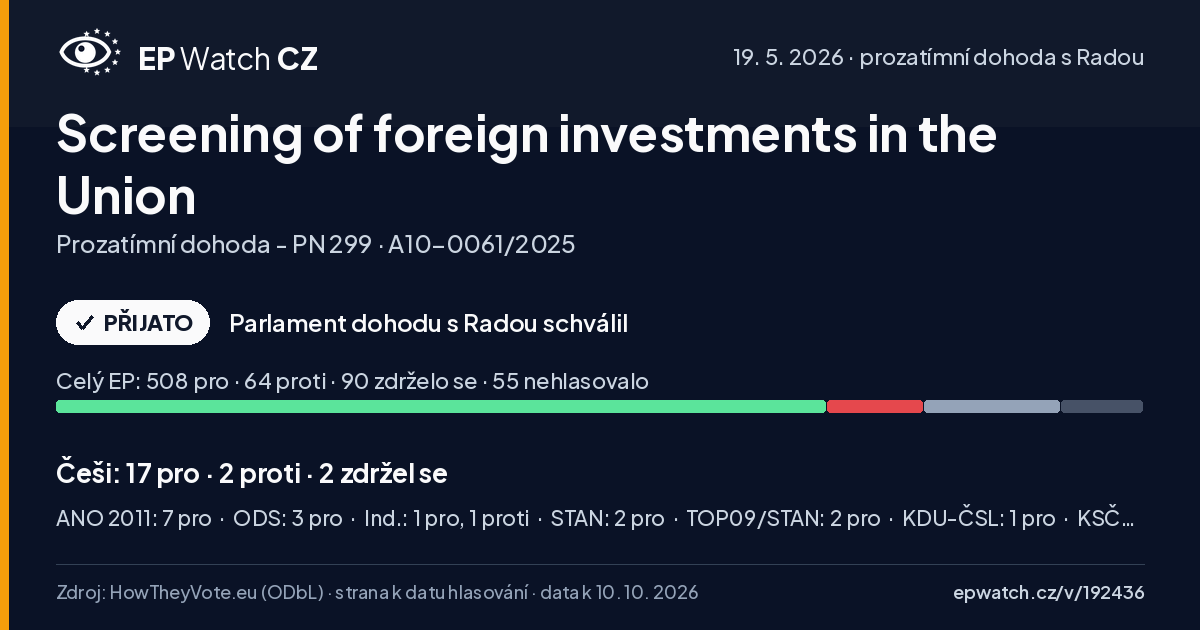 EP Watch CZ
19. 5. 2026 · prozatímní dohoda s Radou
Screening of foreign investments in the
Union
Prozatímní dohoda – PN 299 · A10–0061/2025
✓ PŘIJATO
Parlament dohodu s Radou schválil
Celý EP: 508 pro · 64 proti · 90 zdrželo se · 55 nehlasovalo
Češi: 17 pro · 2 proti · 2 zdržel se
ANO 2011: 7 pro · ODS: 3 pro · Ind.: 1 pro, 1 proti · STAN: 2 pro · TOP09/STAN: 2 pro · KDU-ČSL: 1 pro · KSČ…
Zdroj: HowTheyVote.eu (ODbL) · strana k datu hlasování · data k 10. 10. 2026
epwatch.cz/v/192436